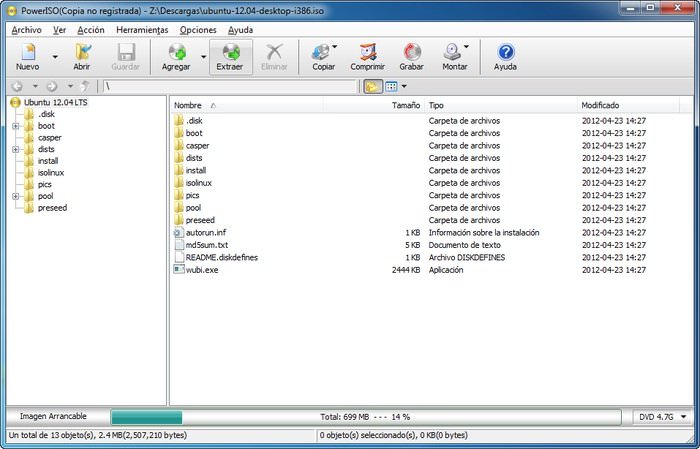 PowerISO(Copia no registrada) - Z:\Descargas\ubuntu-12.04-desktop-i386.iso
Archivo Ver Acción Herramientas Opciones Ayuda
Nuevo Abrir Guardar Agregar Extraer Eliminar Copiar Comprimir Grabar Montar Ayuda
\
Ubuntu 12.04 LTS
.disk
boot
casper
dists
install
isolinux
pics
pool
preseed
Nombre Tamaño Tipo Modificado
.disk Carpeta de archivos 2012-04-23 14:27
boot Carpeta de archivos 2012-04-23 14:27
casper Carpeta de archivos 2012-04-23 14:27
dists Carpeta de archivos 2012-04-23 14:27
install Carpeta de archivos 2012-04-23 14:27
isolinux Carpeta de archivos 2012-04-23 14:27
pics Carpeta de archivos 2012-04-23 14:27
pool Carpeta de archivos 2012-04-23 14:27
preseed Carpeta de archivos 2012-04-23 14:27
autorun.inf 1 KB Información sobre la instalación 2012-04-23 14:27
md5sum.txt 5 KB Documento de texto 2012-04-23 14:27
README.diskdefines 1 KB Archivo DISKDEFINES 2012-04-23 14:27
wubi.exe 2444 KB Aplicación 2012-04-23 14:27
Imagen Arrancable Total: 699 MB - - - 14 % DVD 4.7G
Un total de 13 objeto(s), 2.4 MB(2,507,210 bytes) 0 objeto(s) seleccionado(s), 0 KB(0 bytes)